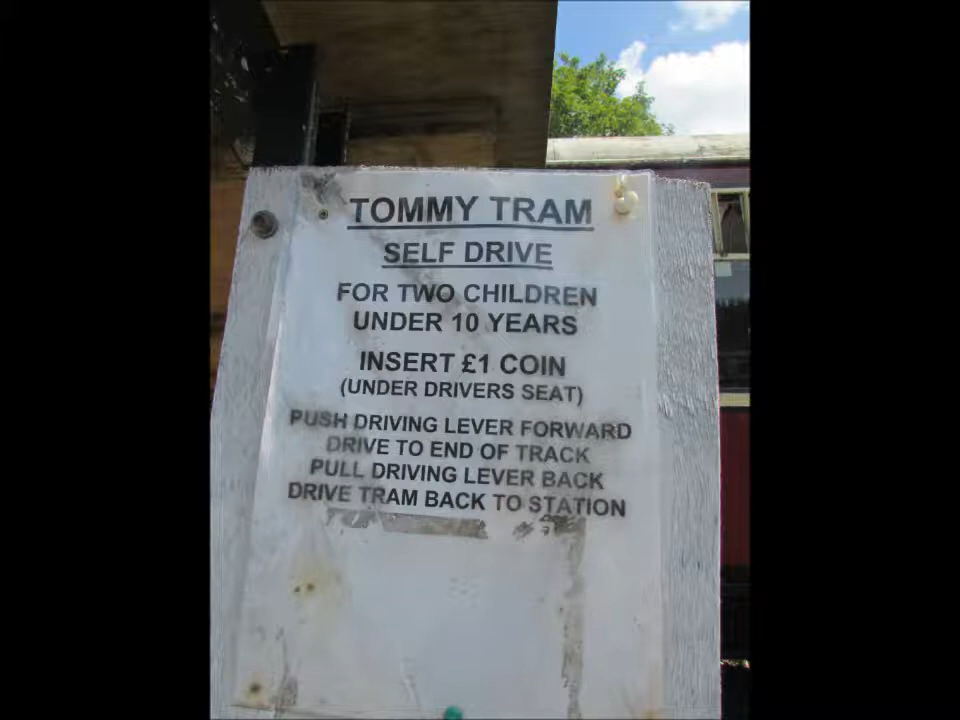 TOMMY TRAM
SELF DRIVE
FOR TWO CHILDREN
UNDER 10 YEARS
INSERT £1 COIN
(UNDER DRIVERS SEAT)
PUSH DRIVING LEVER FORWARD
DRIVE TO END OF TRACK
PULL DRIVING LEVER BACK
DRIVE TRAM BACK TO STATION